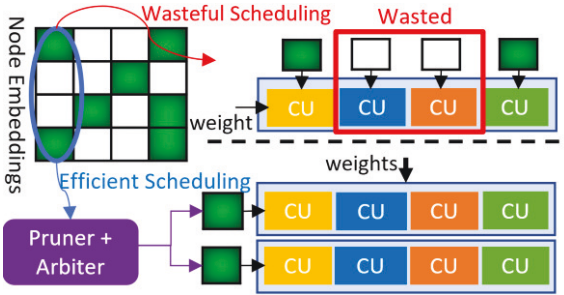 Node Embeddings
Wasteful Scheduling
Wasted
weight
CU CU CU CU
weights
Efficient Scheduling
Pruner +
Arbiter
CU CU CU CU
CU CU CU CU